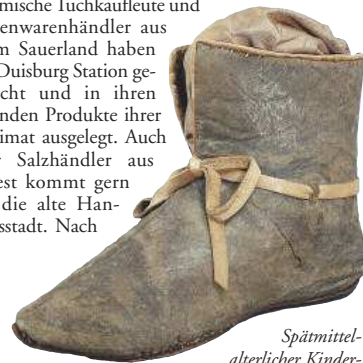 mische Tuchkaufleute und
enwarenhändler aus
m Sauerland haben
Duisburg Station ge-
cht und in ihren
nden Produkte ihrer
imat ausgelegt. Auch
Salzhändler aus
est kommt gern
die alte Han-
sstadt. Nach
Spätmittel-
alterlicher Kinder-